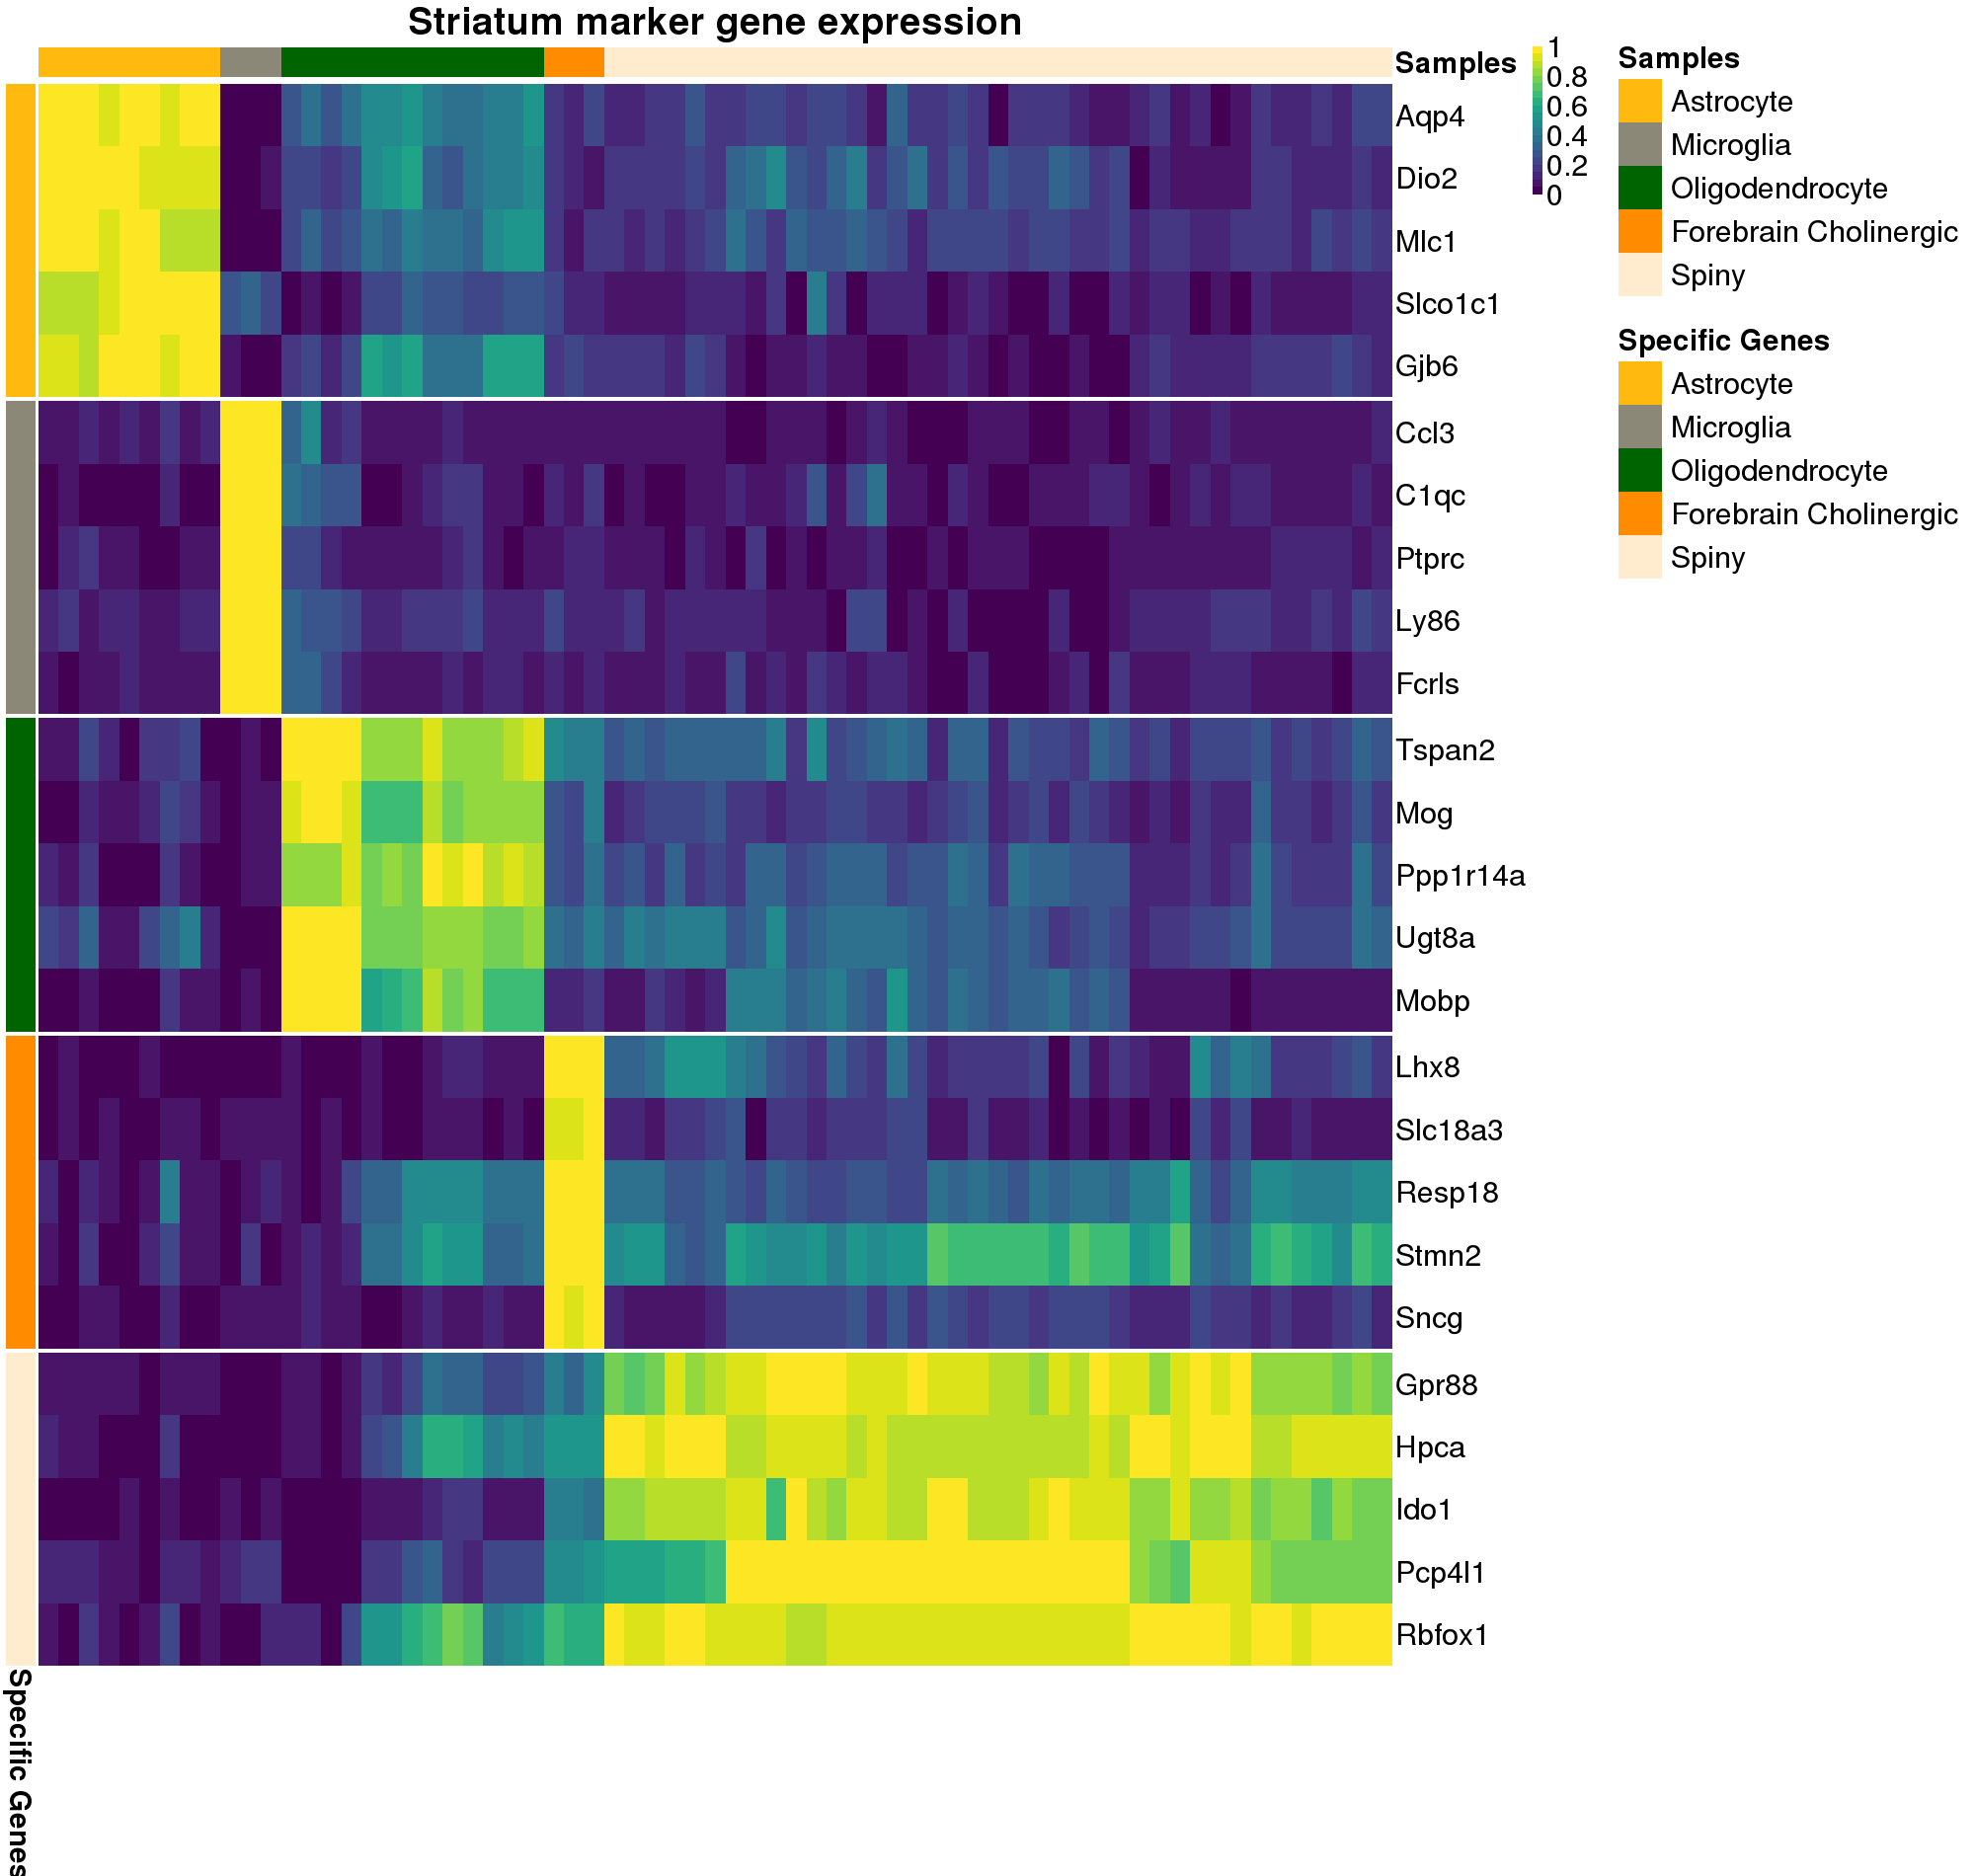 Striatum marker gene expression
Samples
1
0.8
0.6
0.4
0.2
0
Samples
Astrocyte
Microglia
Oligodendrocyte
Forebrain Cholinergic
Spiny
Specific Genes
Astrocyte
Microglia
Oligodendrocyte
Forebrain Cholinergic
Spiny
Aqp4
Dio2
Mlc1
Slco1c1
Gjb6
Ccl3
C1qc
Ptprc
Ly86
Fcrls
Tspan2
Mog
Ppp1r14a
Ugt8a
Mobp
Lhx8
Slc18a3
Resp18
Stmn2
Sncg
Gpr88
Hpca
Ido1
Pcp4l1
Rbfox1
Specific Genes